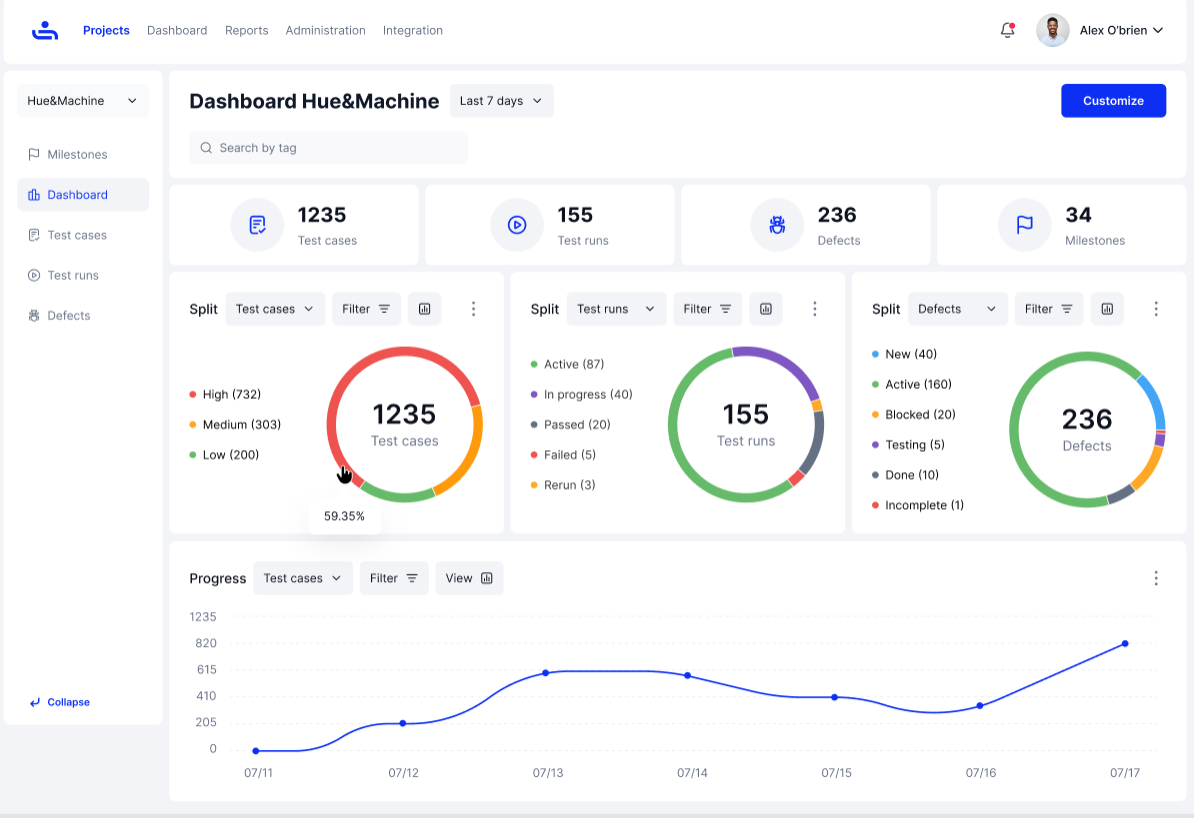 Projects Dashboard Reports Administration Integration Alex O'brien
Hue&Machine
Milestones
Dashboard
Test cases
Test runs
Defects
Collapse
Dashboard Hue&Machine Last 7 days Customize
Search by tag
1235
Test cases
155
Test runs
236
Defects
34
Milestones
Split Test cases Filter
High (732)
Medium (303)
Low (200)
1235
Test cases
59.35%
Split Test runs Filter
Active (87)
In progress (40)
Passed (20)
Failed (5)
Rerun (3)
155
Test runs
Split Defects Filter
New (40)
Active (160)
Blocked (20)
Testing (5)
Done (10)
Incomplete (1)
236
Defects
Progress Test cases Filter View
1235
820
615
410
205
0
07/11 07/12 07/13 07/14 07/15 07/16 07/17